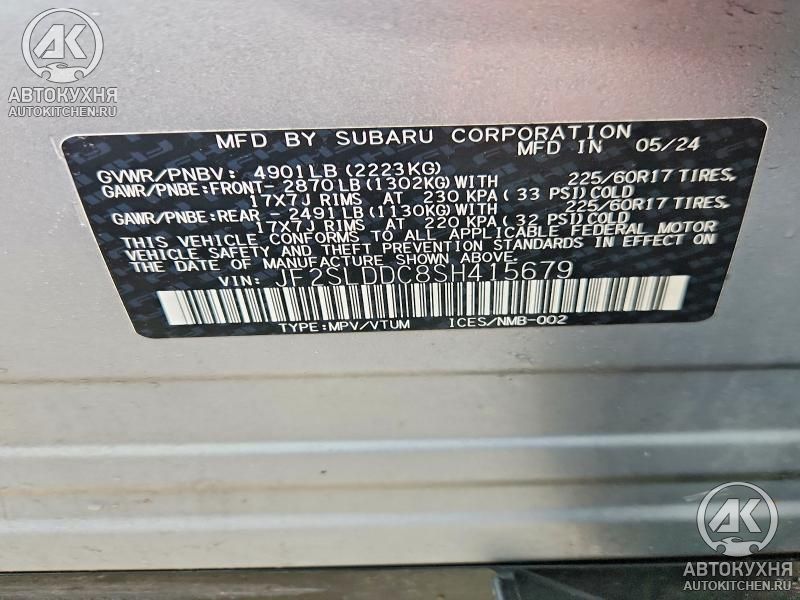 AK
АВТОКУХНЯ
AUTOKITCHEN.RU
MFD BY SUBARU CORPORATION
MFD IN 05/24
GVWR/PNBV: 4901LB (2223KG)
GAWR/PNBE:FRONT- 2870LB (1302KG) WITH 225/60R17 TIRES,
17X7J RIMS AT 230 KPA ( 33 PSI) COLD
GAWR/PNBE:REAR - 2491LB (1130KG) WITH 225/60R17 TIRES,
17X7J RIMS AT 220 KPA ( 32 PSI) COLD
THIS VEHICLE CONFORMS TO ALL APPLICABLE FEDERAL MOTOR
VEHICLE SAFETY AND THEFT PREVENTION STANDARDS IN EFFECT ON
THE DATE OF MANUFACTURE SHOWN ABOVE.
VIN: JF2SLDDC8SH415679
TYPE:MPV/VTUM ICES/NMB-002
AK
АВТОКУХНЯ
AUTOKITCHEN.RU